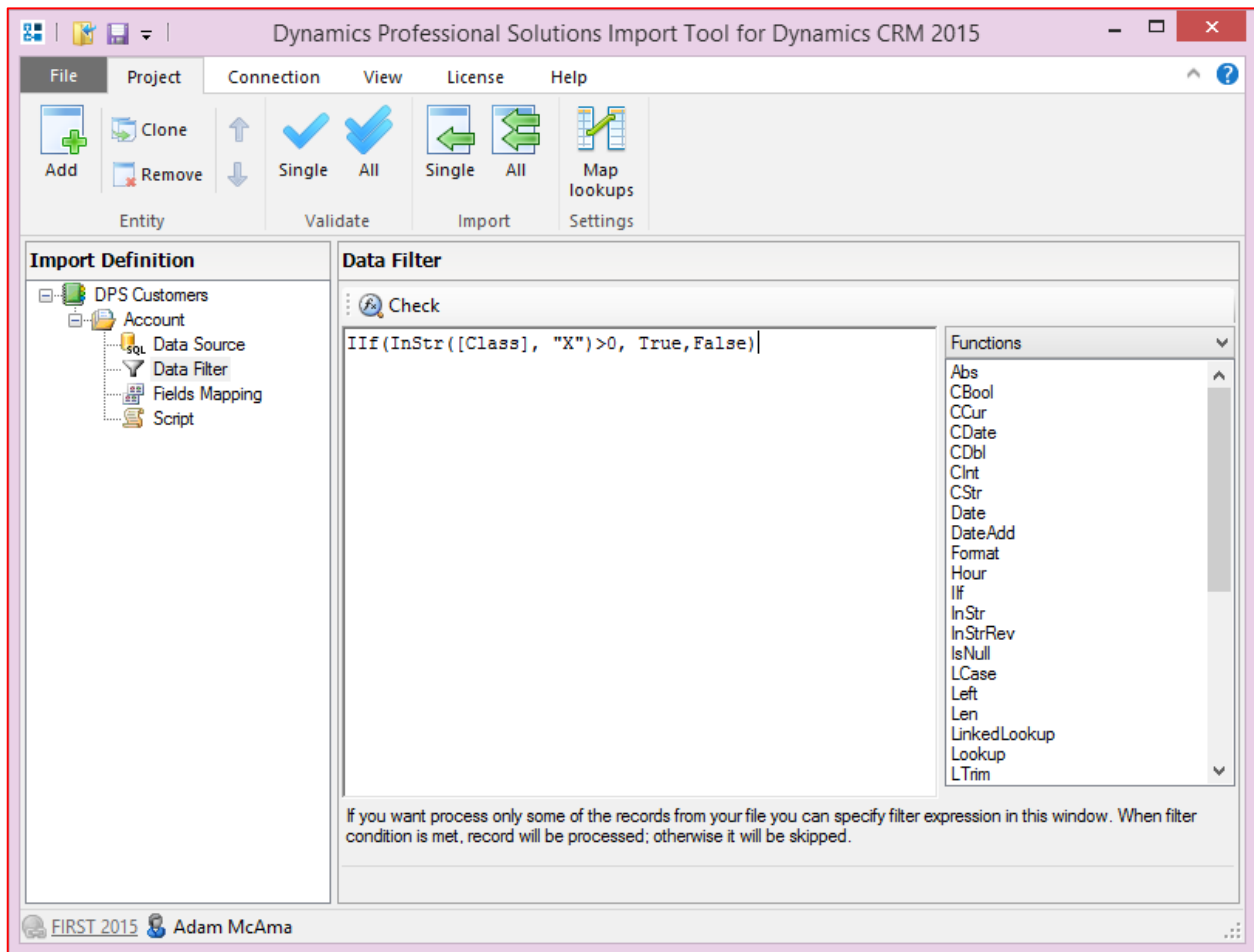 Dynamics Professional Solutions Import Tool for Dynamics CRM 2015
File Project Connection View License Help
Add
Clone
Remove
Single
All
Single
All
Map
lookups
Entity Validate Import Settings
Import Definition
DPS Customers
Account
SQL Data Source
Data Filter
Fields Mapping
Script
Data Filter
Check
IIf(InStr([Class], "X")>0, True,False)
Functions
Abs
CBool
CCur
CDate
CDbl
CInt
CStr
Date
DateAdd
Format
Hour
IIf
InStr
InStrRev
IsNull
LCase
Left
Len
LinkedLookup
Lookup
LTrim
If you want process only some of the records from your file you can specify filter expression in this window. When filter
condition is met, record will be processed; otherwise it will be skipped.
FIRST 2015 Adam McAma